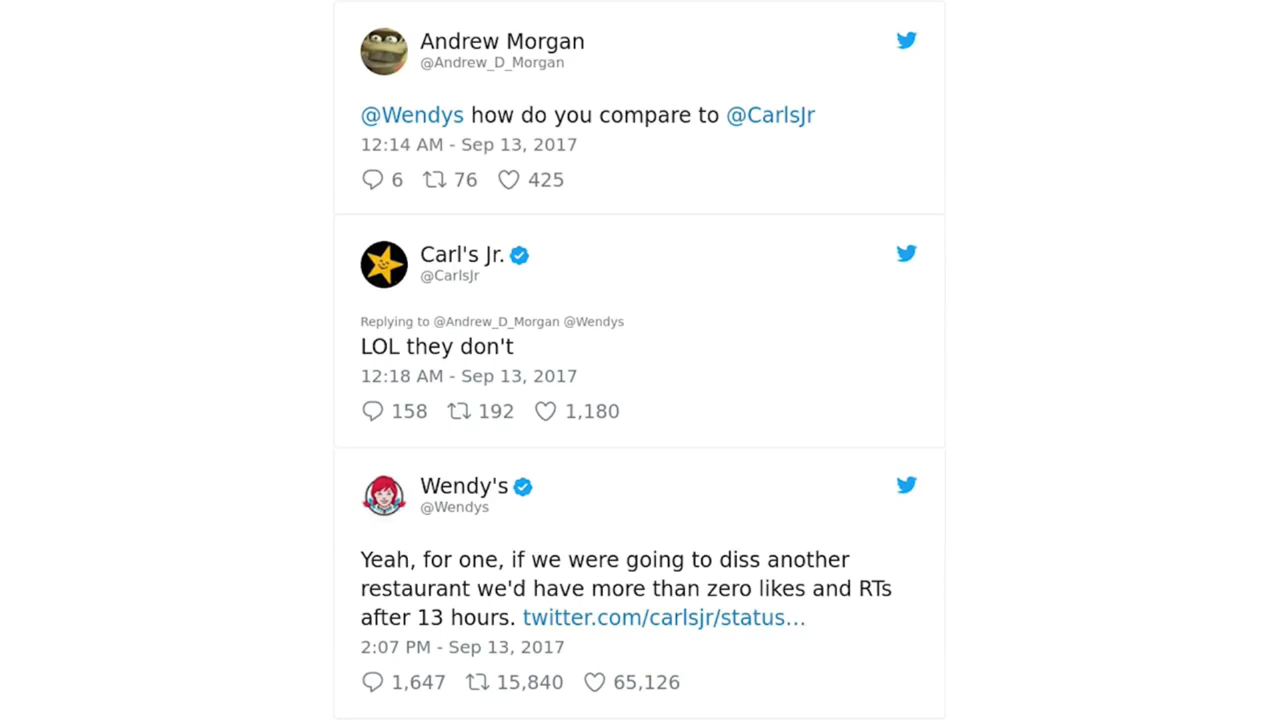 Andrew Morgan
@Andrew_D_Morgan
@Wendys how do you compare to @CarlsJr
12:14 AM - Sep 13, 2017
6 76 425
Carl's Jr.
@CarlsJr
Replying to @Andrew_D_Morgan @Wendys
LOL they don't
12:18 AM - Sep 13, 2017
158 192 1,180
Wendy's
@Wendys
Yeah, for one, if we were going to diss another
restaurant we'd have more than zero likes and RTs
after 13 hours. twitter.com/carlsjr/status...
2:07 PM - Sep 13, 2017
1,647 15,840 65,126